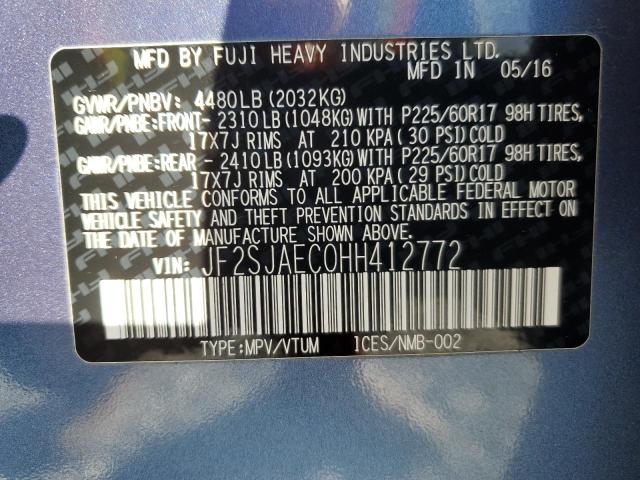 MFD BY FUJI HEAVY INDUSTRIES LTD.
MFD IN 05/16
GVWR/PNBV: 4480LB (2032KG)
GAWR/PNBE:FRONT- 2310LB (1048KG)WITH P225/60R17 98H TIRES,
17X7J RIMS AT 210 KPA( 30 PSI)COLD
GAWR/PNBE:REAR - 2410LB (1093KG)WITH P225/60R17 98H TIRES,
17X7J RIMS AT 200 KPA( 29 PSI)COLD
THIS VEHICLE CONFORMS TO ALL APPLICABLE FEDERAL MOTOR
VEHICLE SAFETY AND THEFT PREVENTION STANDARDS IN EFFECT ON
THE DATE OF MANUFACTURE SHOWN ABOVE.
VIN: JF2SJAEC0HH412772
TYPE:MPV/VTUM ICES/NMB-002